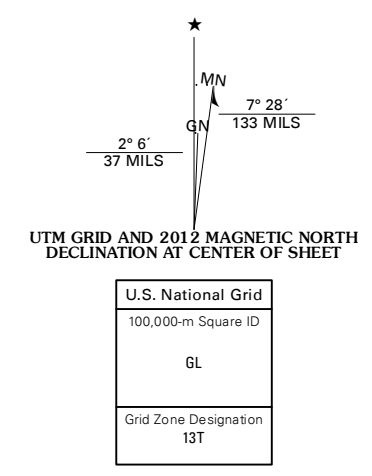 ★
MN
GN
7° 28´
133 MILS
2° 6´
37 MILS
UTM GRID AND 2012 MAGNETIC NORTH
DECLINATION AT CENTER OF SHEET
U.S. National Grid
100,000-m Square ID
GL
Grid Zone Designation
13T